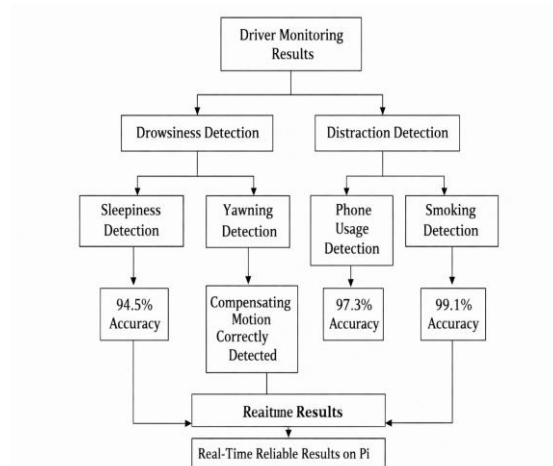 Driver Monitoring
Results
Drowsiness Detection
Distraction Detection
Sleepiness
Detection
Yawning
Detection
Phone
Usage
Detection
Smoking
Detection
94.5%
Accuracy
Compensating
Motion
Correctly
Detected
97.3%
Accuracy
99.1%
Accuracy
Reaitıme Results
Real-Time Reliable Results on Pi